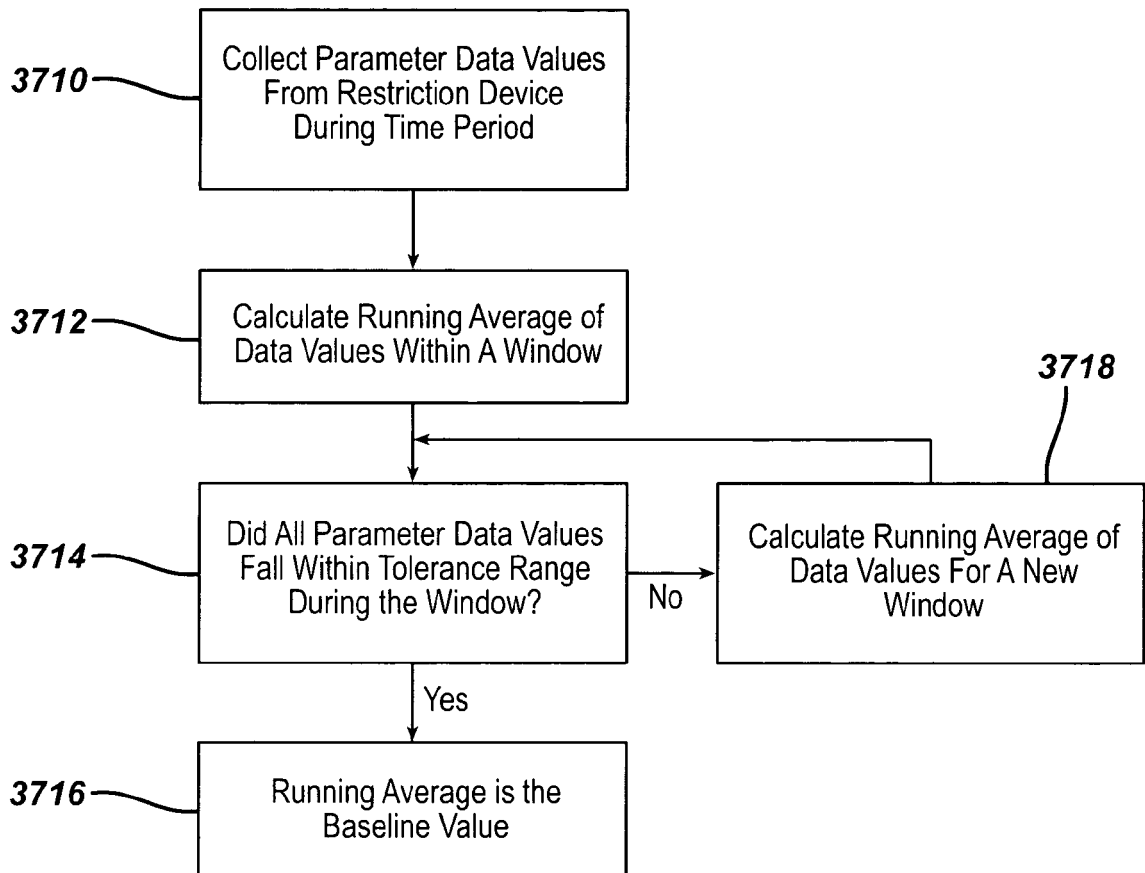 3710
Collect Parameter Data Values
From Restriction Device
During Time Period
3712
Calculate Running Average of
Data Values Within A Window
3718
3714
Did All Parameter Data Values
Fall Within Tolerance Range
During the Window?
No
Calculate Running Average of
Data Values For A New
Window
Yes
3716
Running Average is the
Baseline Value